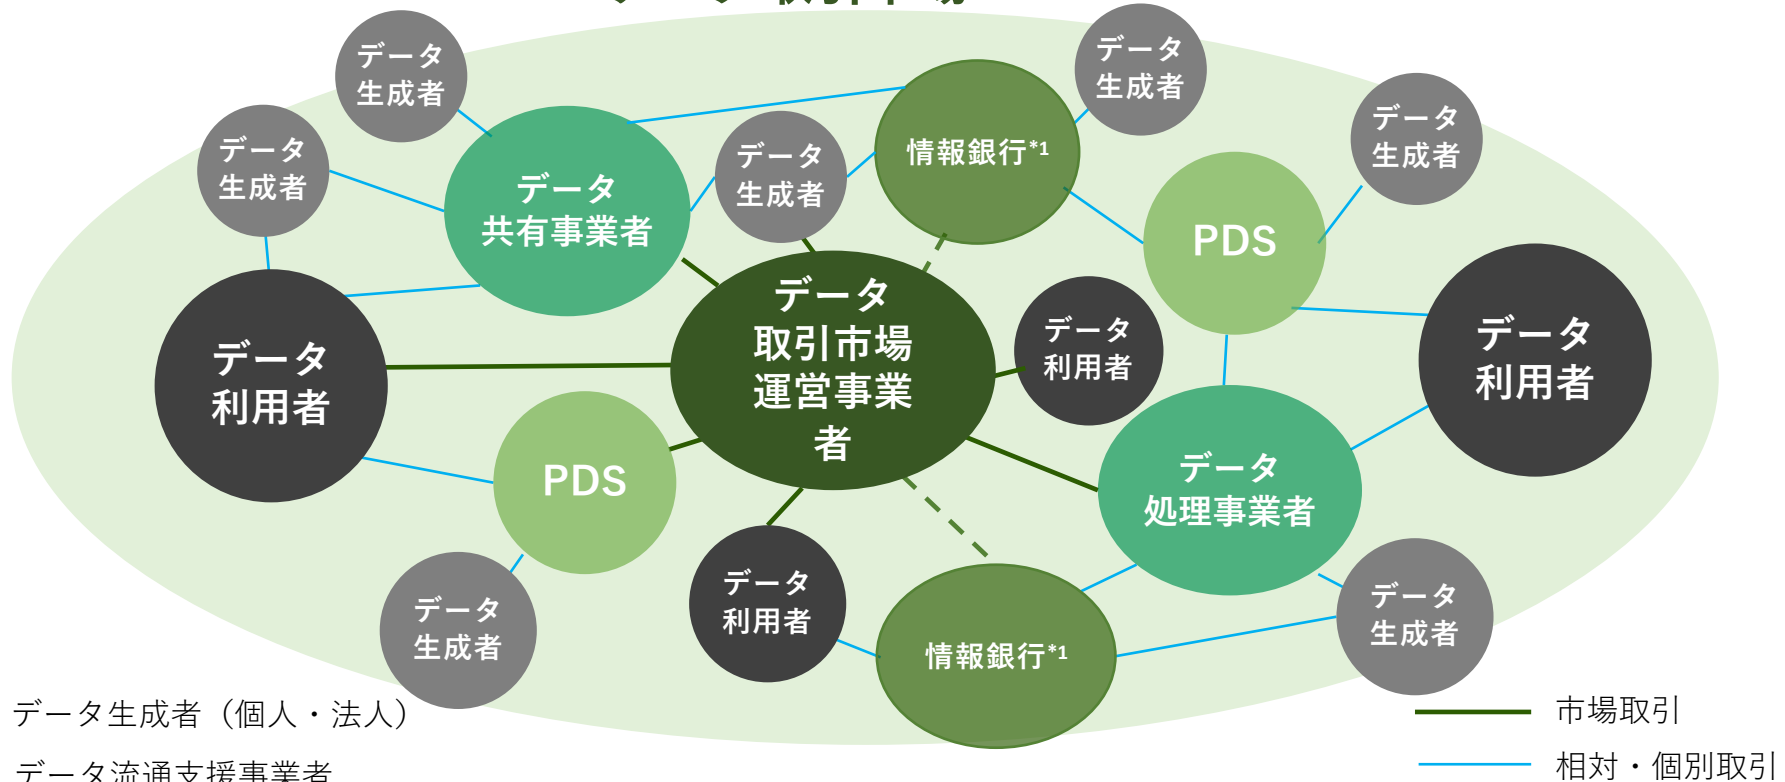 データ
生成者
データ
生成者
データ
生成者
データ
生成者
データ
生成者
データ
共有事業者
情報銀行*1
PDS
データ
取引市場
運営事業
者
データ
利用者
データ
利用者
データ
利用者
PDS
データ
処理事業者
データ
利用者
データ
生成者
情報銀行*1
データ
生成者
データ生成者（個人・法人）
データ流通支援事業者
市場取引
相対・個別取引